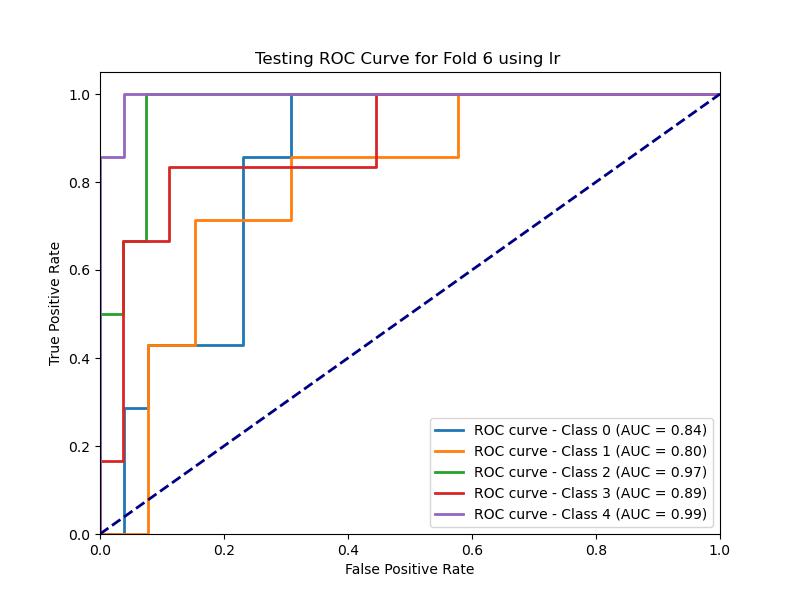 Testing ROC Curve for Fold 6 using lr
True Positive Rate
1.0
0.8
0.6
0.4
0.2
0.0
ROC curve - Class 0 (AUC = 0.84)
ROC curve - Class 1 (AUC = 0.80)
ROC curve - Class 2 (AUC = 0.97)
ROC curve - Class 3 (AUC = 0.89)
ROC curve - Class 4 (AUC = 0.99)
0.0 0.2 0.4 0.6 0.8 1.0
False Positive Rate